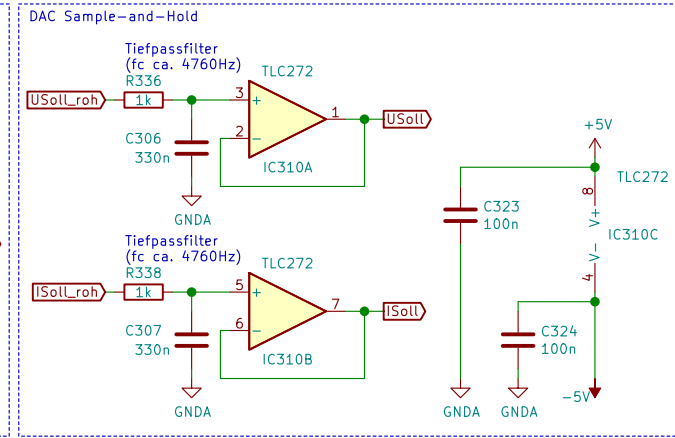 DAC Sample-and-Hold
Tiefpassfilter
(fc ca. 4760Hz)
R336
1k
USoll_roh
C306
330n
GNDA
TLC272
3
+
2
-
1
IC310A
USoll
Tiefpassfilter
(fc ca. 4760Hz)
R338
1k
ISoll_roh
C307
330n
GNDA
TLC272
5
+
6
-
7
IC310B
ISoll
+5V
TLC272
8
V+
IC310C
V-
4
C323
100n
C324
100n
GNDA
GNDA
-5V